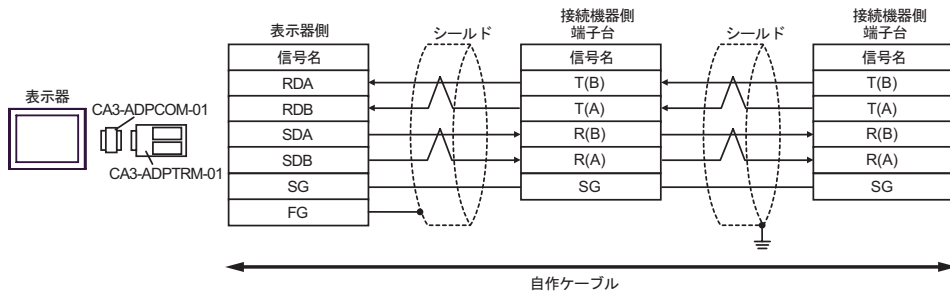 表示器
CA3-ADPCOM-01
CA3-ADPTRM-01
表示器側
信号名
RDA
RDB
SDA
SDB
SG
FG
シールド
接続機器側
端子台
信号名
T(B)
T(A)
R(B)
R(A)
SG
シールド
接続機器側
端子台
信号名
T(B)
T(A)
R(B)
R(A)
SG
自作ケーブル